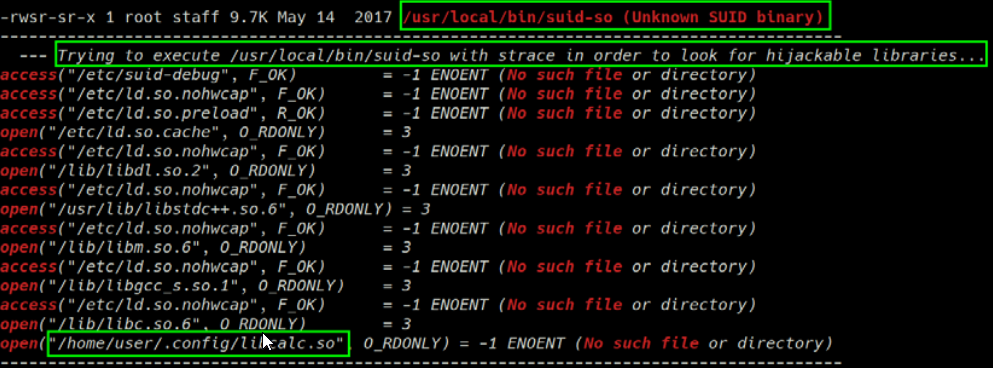 -rwsr-sr-x 1 root staff 9.7K May 14  2017 /usr/local/bin/suid-so (Unknown SUID binary)
--------------------------------------------------------------------------------
--- Trying to execute /usr/local/bin/suid-so with strace in order to look for hijackable libraries...
access("/etc/suid-debug", F_OK)         = -1 ENOENT (No such file or directory)
access("/etc/ld.so.nohwcap", F_OK)      = -1 ENOENT (No such file or directory)
access("/etc/ld.so.preload", R_OK)      = -1 ENOENT (No such file or directory)
open("/etc/ld.so.cache", O_RDONLY)      = 3
access("/etc/ld.so.nohwcap", F_OK)      = -1 ENOENT (No such file or directory)
open("/lib/libdl.so.2", O_RDONLY)       = 3
access("/etc/ld.so.nohwcap", F_OK)      = -1 ENOENT (No such file or directory)
open("/usr/lib/libstdc++.so.6", O_RDONLY) = 3
access("/etc/ld.so.nohwcap", F_OK)      = -1 ENOENT (No such file or directory)
open("/lib/libm.so.6", O_RDONLY)        = 3
access("/etc/ld.so.nohwcap", F_OK)      = -1 ENOENT (No such file or directory)
open("/lib/libgcc_s.so.1", O_RDONLY)    = 3
access("/etc/ld.so.nohwcap", F_OK)      = -1 ENOENT (No such file or directory)
open("/lib/libc.so.6", O_RDONLY)        = 3
open("/home/user/.config/libcalc.so", O_RDONLY) = -1 ENOENT (No such file or directory)
--------------------------------------------------------------------------------